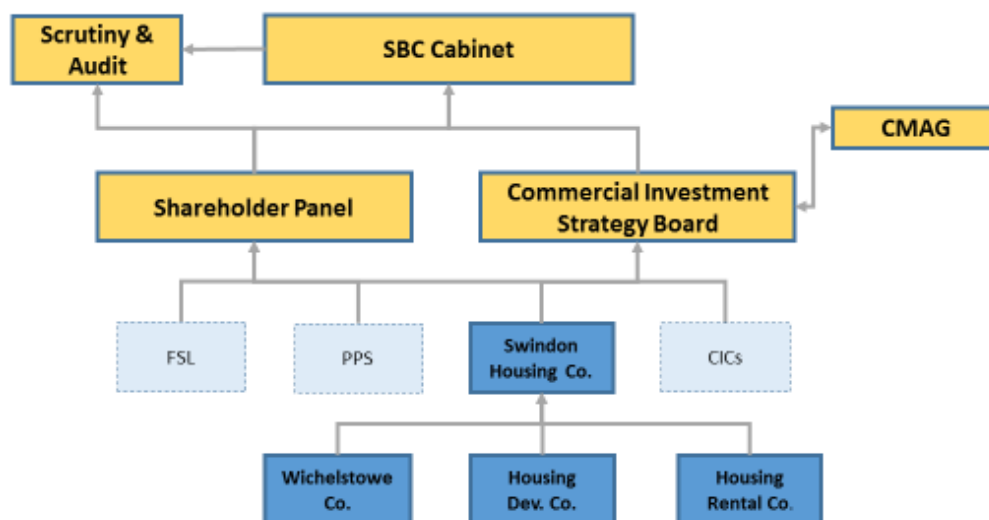 Scrutiny &
Audit
SBC Cabinet
CMAG
Shareholder Panel
Commercial Investment
Strategy Board
FSL
PPS
Swindon
Housing Co.
CICs
Wichelstowe
Co.
Housing
Dev. Co.
Housing
Rental Co.